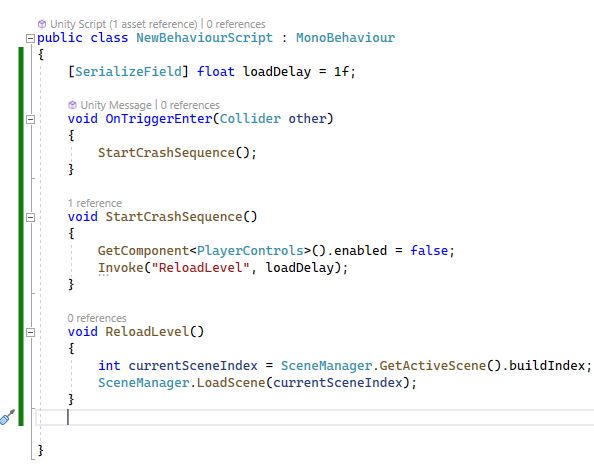 Unity Script (1 asset reference) | 0 references
public class NewBehaviourScript : MonoBehaviour
{
[SerializeField] float loadDelay = 1f;
Unity Message | 0 references
void OnTriggerEnter(Collider other)
{
StartCrashSequence();
}
1 reference
void StartCrashSequence()
{
GetComponent<PlayerControls>().enabled = false;
Invoke("ReloadLevel", loadDelay);
}
0 references
void ReloadLevel()
{
int currentSceneIndex = SceneManager.GetActiveScene().buildIndex;
SceneManager.LoadScene(currentSceneIndex);
}
}